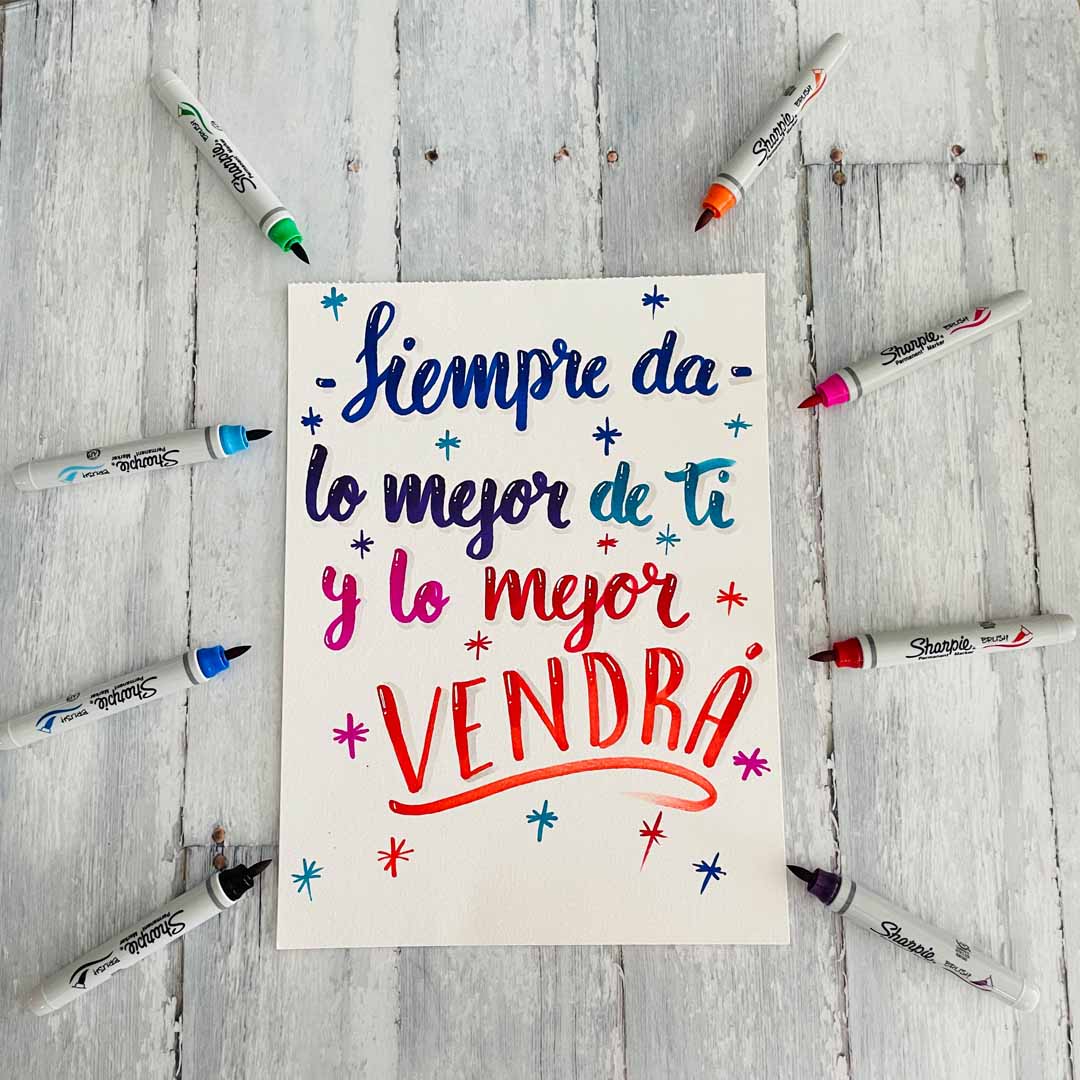 - Siempre da -
lo mejor de Ti
y lo mejor
VENDRÁ
Sharpie
BRUSH
Sharpie
BRUSH
Sharpie
Permanent Marker
BRUSH
Sharpie
Permanent Marker
BRUSH
Sharpie
Permanent Marker
BRUSH
Sharpie
Permanent Marker
BRUSH
Sharpie
Permanent Marker
BRUSH
Sharpie
BRUSH